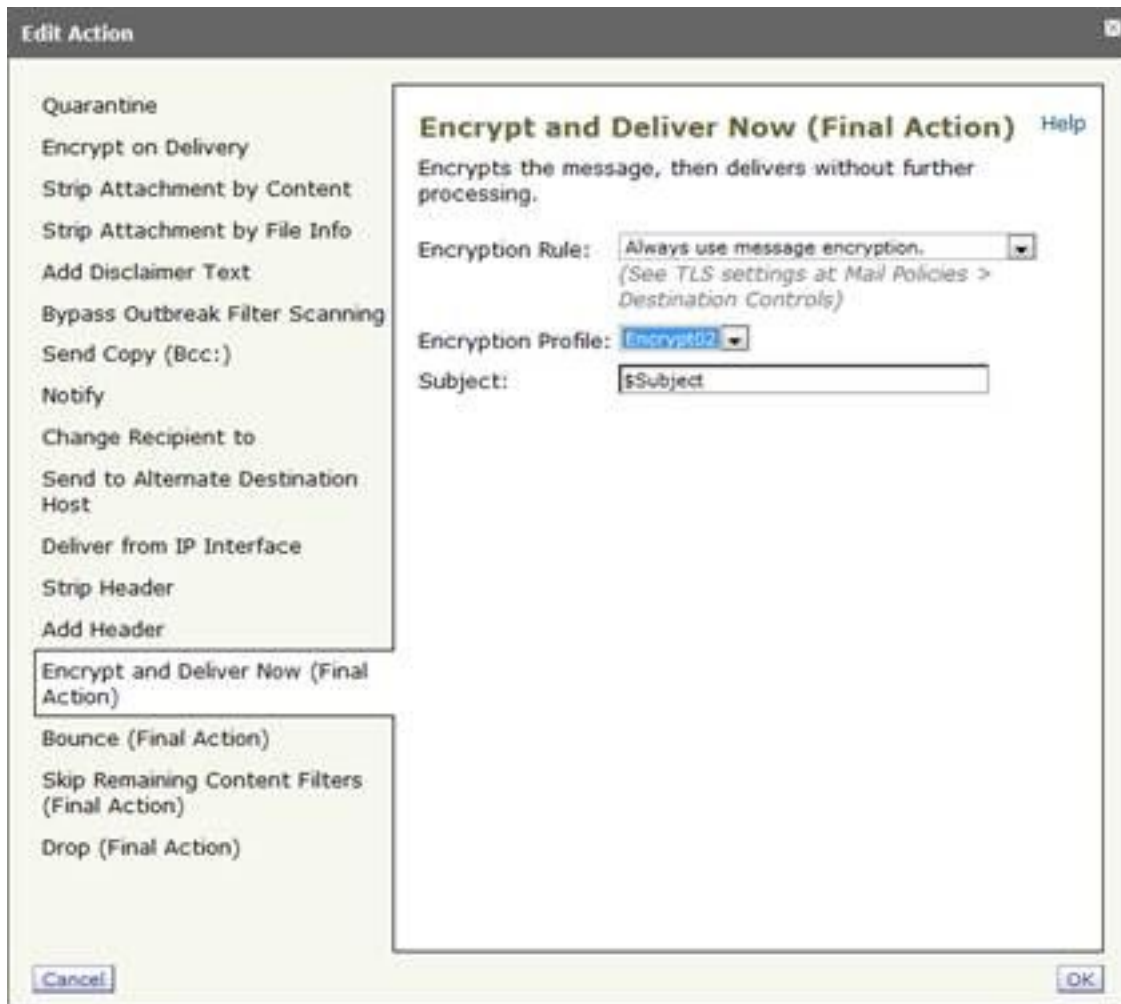 Edit Action
Quarantine
Encrypt on Delivery
Strip Attachment by Content
Strip Attachment by File Info
Add Disclaimer Text
Bypass Outbreak Filter Scanning
Send Copy (Bcc:)
Notify
Change Recipient to
Send to Alternate Destination
Host
Deliver from IP Interface
Strip Header
Add Header
Encrypt and Deliver Now (Final
Action)
Bounce (Final Action)
Skip Remaining Content Filters
(Final Action)
Drop (Final Action)
Encrypt and Deliver Now (Final Action) Help
Encrypts the message, then delivers without further
processing.
Encryption Rule: Always use message encryption.
(See TLS settings at Mail Policies >
Destination Controls)
Encryption Profile: Encrypt02
Subject: $Subject
Cancel OK